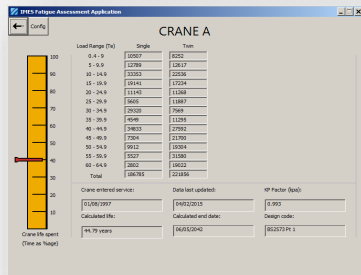 IMES Fatigue Assessment Application
Config
CRANE A
Load Range (Te) Single Twin
0.4 - 9 10507 8252
5 - 9.9 12789 12617
10 - 14.9 33353 22536
15 - 19.9 19141 17234
20 - 24.9 11143 11268
25 - 29.9 5605 11887
30 - 34.9 29320 7569
35 - 39.9 4549 11295
40 - 44.9 34833 27592
45 - 49.9 7304 21700
50 - 54.9 9912 19304
55 - 59.9 5527 31580
60 - 64.9 2802 19022
Total 186785 221856
100
90
80
70
60
50
40
30
20
10
Crane life spent
(Time as %age)
Crane entered service: Data last updated: KP Factor (kpa):
01/08/1997 04/02/2015 0.993
Calculated life: Calculated end date: Design code:
44.79 years 06/05/2042 BS2573 Pt 1